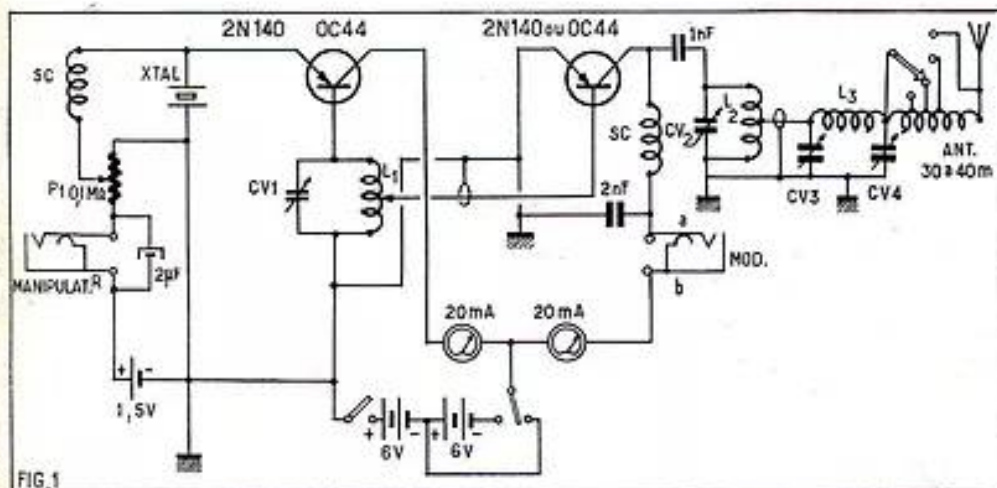 2N140 OC44
2N140 ou OC44
1nF
SC
XTAL
L3
L2
SC
CV2
P1 0,1MΩ
CV1
L1
ANT.
30 à 40m
CV3
CV4
2nF
a
MOD.
b
2µF
MANIPULATR
20mA
20mA
+ -
1,5V
+ - + -
6V 6V
FIG.1